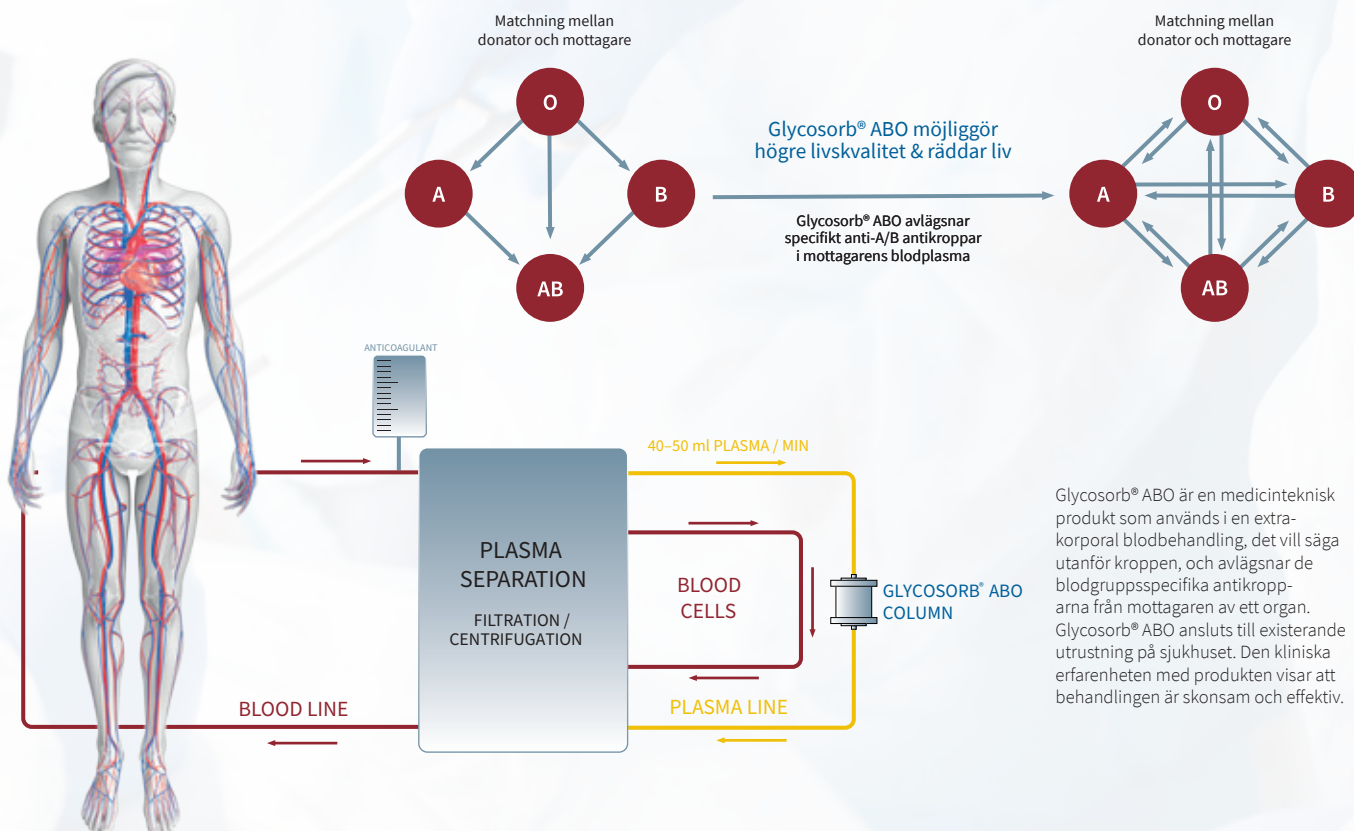 Matchning mellan
donator och mottagare
O
A
B
AB
Glycosorb® ABO möjliggör
högre livskvalitet & räddar liv
Glycosorb® ABO avlägsnar
specifikt anti-A/B antikroppar
i mottagarens blodplasma
Matchning mellan
donator och mottagare
O
A
B
AB
ANTICOAGULANT
PLASMA
SEPARATION
FILTRATION /
CENTRIFUGATION
40–50 ml PLASMA / MIN
BLOOD
CELLS
GLYCOSORB® ABO
COLUMN
BLOOD LINE
PLASMA LINE
Glycosorb® ABO är en medicinteknisk
produkt som används i en extra-
korporal blodbehandling, det vill säga
utanför kroppen, och avlägsnar de
blodgruppsspecifika antikropp-
arna från mottagaren av ett organ.
Glycosorb® ABO ansluts till existerande
utrustning på sjukhuset. Den kliniska
erfarenheten med produkten visar att
behandlingen är skonsam och effektiv.